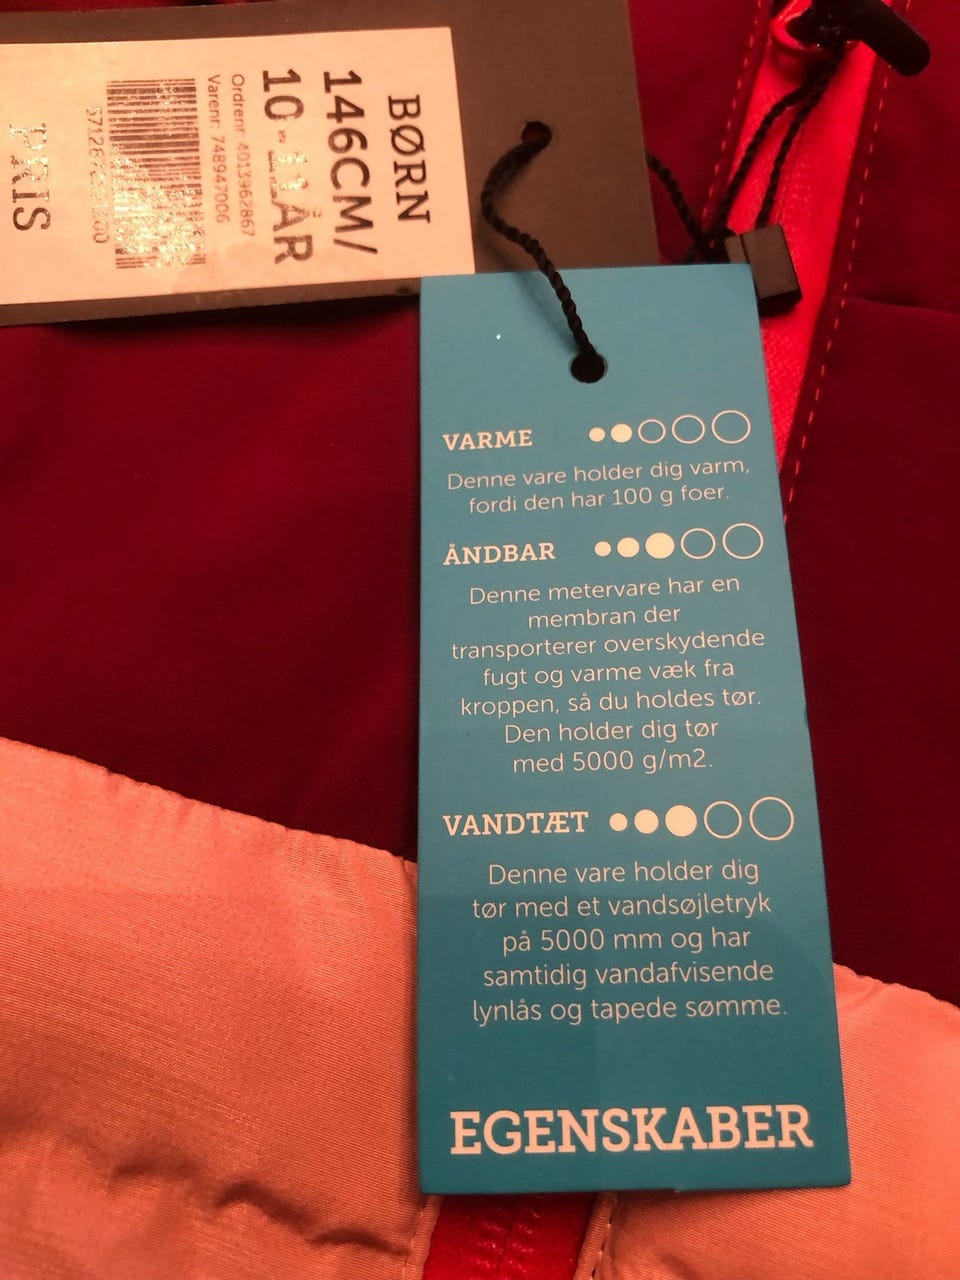 BØRN
146CM/
10-11ÅR
Ordrenr: 4013962867
Varenr: 748947006
PRIS
VARME
Denne vare holder dig varm,
fordi den har 100 g foer.
ÅNDBAR
Denne metervare har en
membran der
transporterer overskydende
fugt og varme væk fra
kroppen, så du holdes tør.
Den holder dig tør
med 5000 g/m2.
VANDTÆT
Denne vare holder dig
tør med et vandsøjletryk
på 5000 mm og har
samtidig vandafvisende
lynlås og tapede sømme.
EGENSKABER